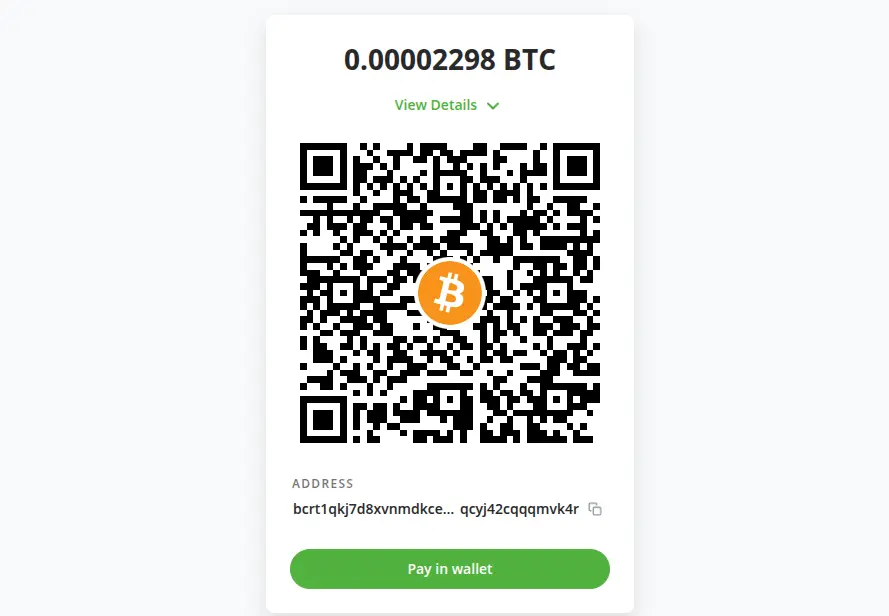 0.00002298 BTC
View Details
ADDRESS
bcrt1qkj7d8xvnmdkce... qcyj42cqqqmvk4r
Pay in wallet